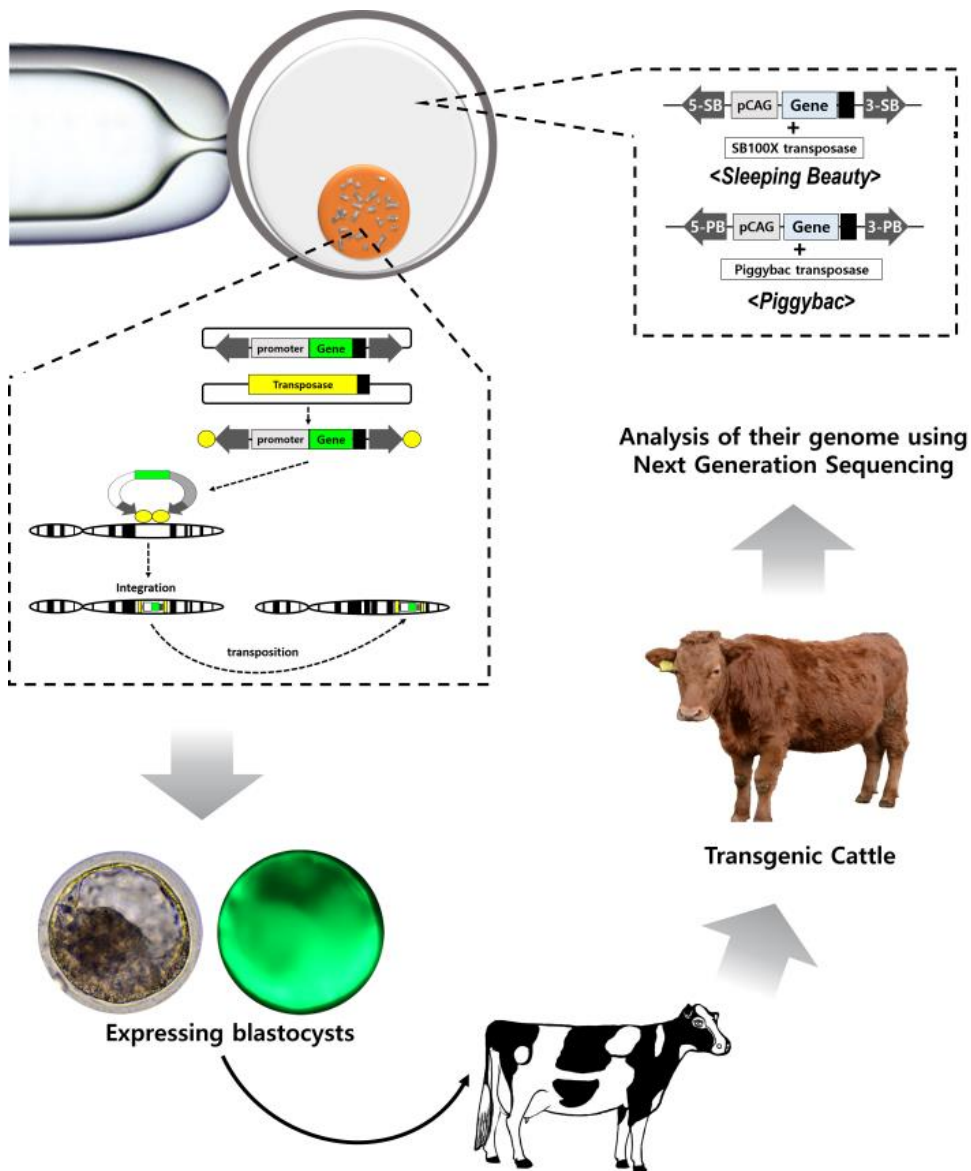 5-SB pCAG Gene 3-SB
+
SB100X transposase
<Sleeping Beauty>
5-PB pCAG Gene 3-PB
+
Piggybac transposase
<Piggybac>
promoter Gene
Transposase
promoter Gene
Integration
transposition
Analysis of their genome using
Next Generation Sequencing
Transgenic Cattle
Expressing blastocysts